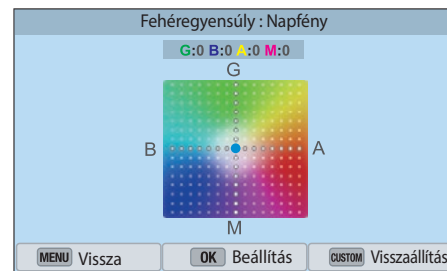 Fehéregyensúly : Napfény
G:0 B:0 A:0 M:0
G
B A
M
MENU Vissza OK Beállítás CUSTOM Visszaállítás